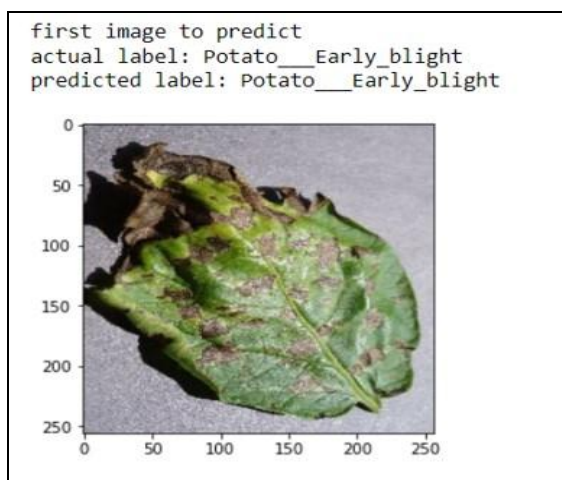 first image to predict
actual label: Potato___Early_blight
predicted label: Potato___Early_blight
0
50
100
150
200
250
0 50 100 150 200 250